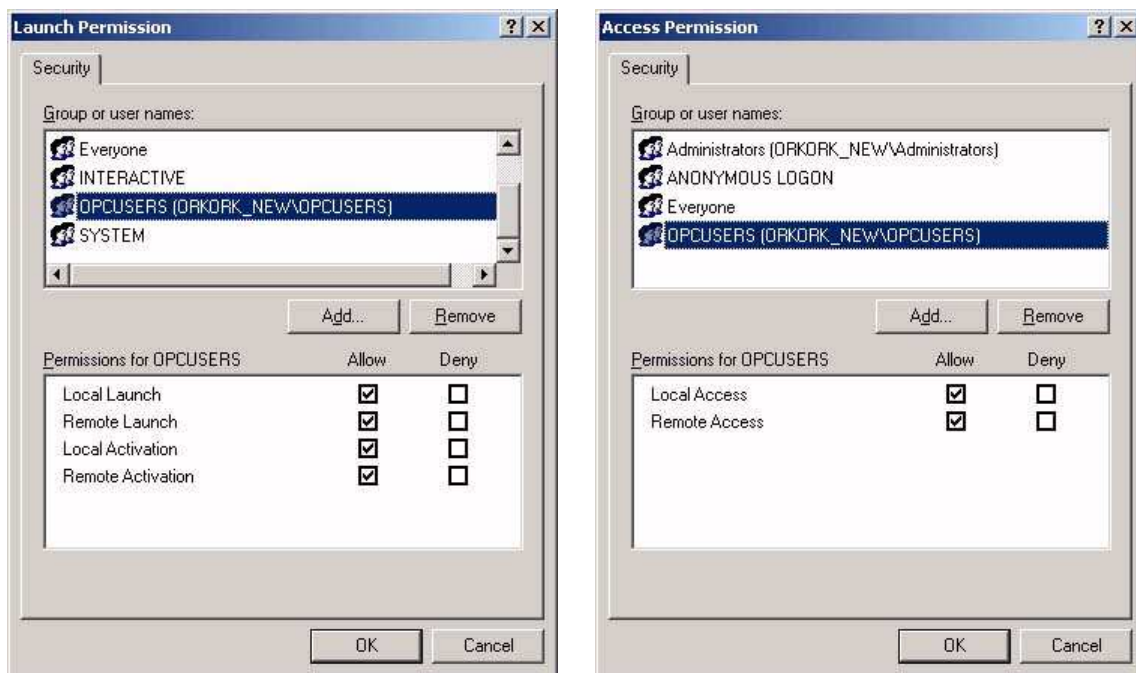 Launch Permission
Security
Group or user names:
Everyone
INTERACTIVE
OPCUSERS (ORKORK_NEW\OPCUSERS)
SYSTEM
Add...
Remove
Permissions for OPCUSERS Allow Deny
Local Launch
Remote Launch
Local Activation
Remote Activation
OK
Cancel
Access Permission
Security
Group or user names:
Administrators (ORKORK_NEW\Administrators)
ANONYMOUS LOGON
Everyone
OPCUSERS (ORKORK_NEW\OPCUSERS)
Add...
Remove
Permissions for OPCUSERS Allow Deny
Local Access
Remote Access
OK
Cancel